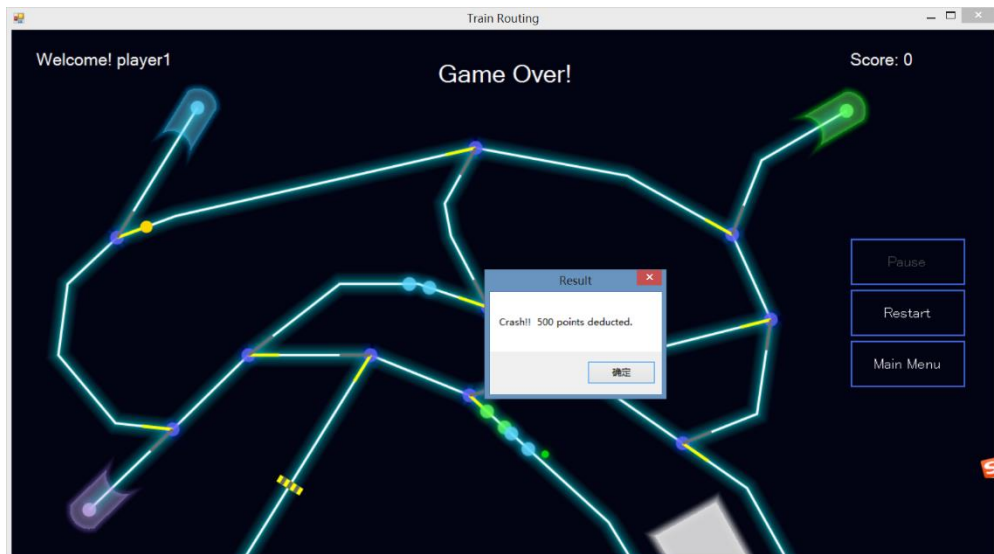 Train Routing
Welcome! player1
Game Over!
Score: 0
Pause
Restart
Main Menu
Result
Crash!! 500 points deducted.
确定